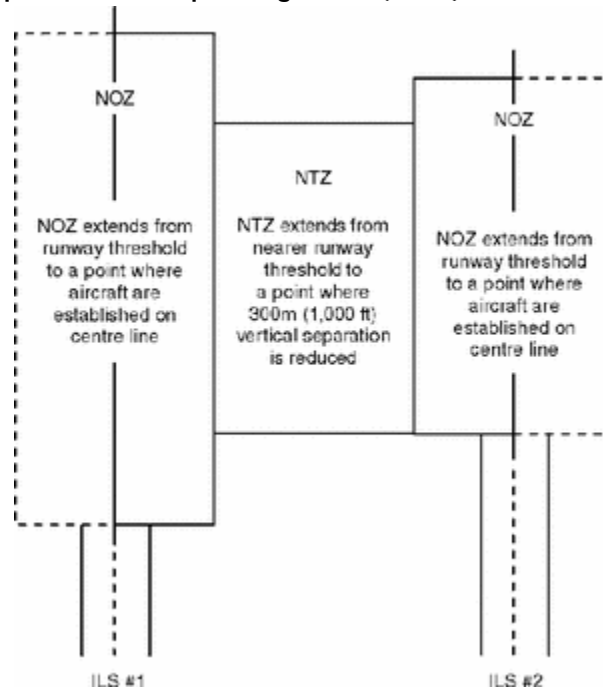 NOZ
NOZ extends from
runway threshold
to a point where
aircraft are
established on
centre line
NTZ
NTZ extends from
nearer runway
threshold to
a point where
300m (1,000 ft)
vertical separation
is reduced
NOZ
NOZ extends from
runway threshold
to a point where
aircraft are
established on
centre line
ILS #1
ILS #2